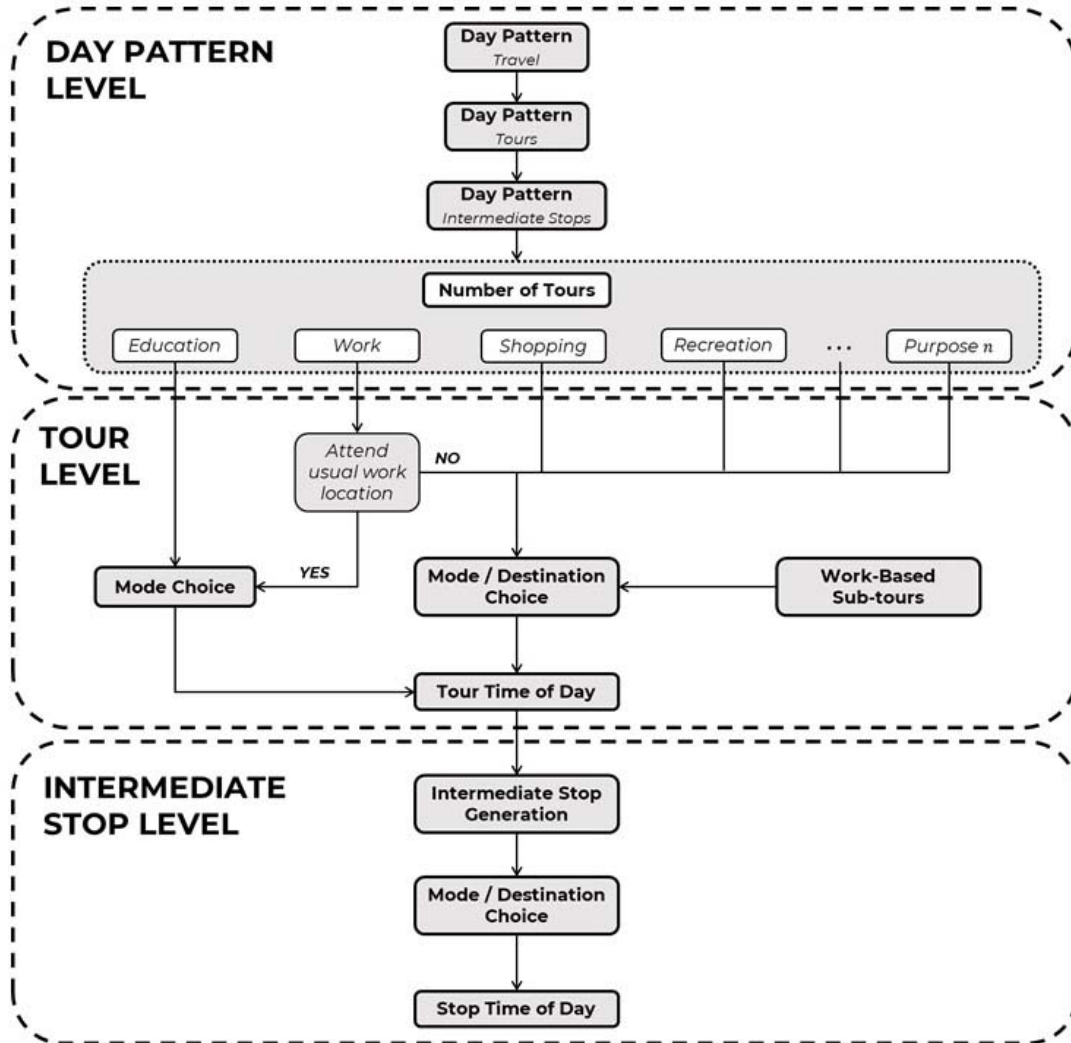 DAY PATTERN
LEVEL
Day Pattern
Travel
Day Pattern
Tours
Day Pattern
Intermediate Stops
Number of Tours
Education
Work
Shopping
Recreation
...
Purpose n
TOUR
LEVEL
Attend
usual work
location
NO
YES
Mode Choice
Mode / Destination
Choice
Work-Based
Sub-tours
Tour Time of Day
INTERMEDIATE
STOP LEVEL
Intermediate Stop
Generation
Mode / Destination
Choice
Stop Time of Day